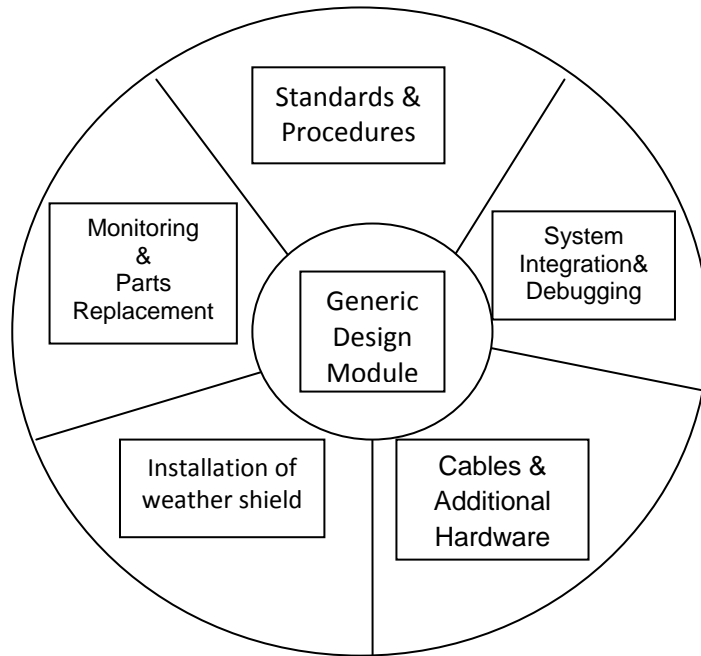 Standards &
Procedures
Monitoring
&
Parts
Replacement
System
Integration&
Debugging
Generic
Design
Module
Installation of
weather shield
Cables &
Additional
Hardware